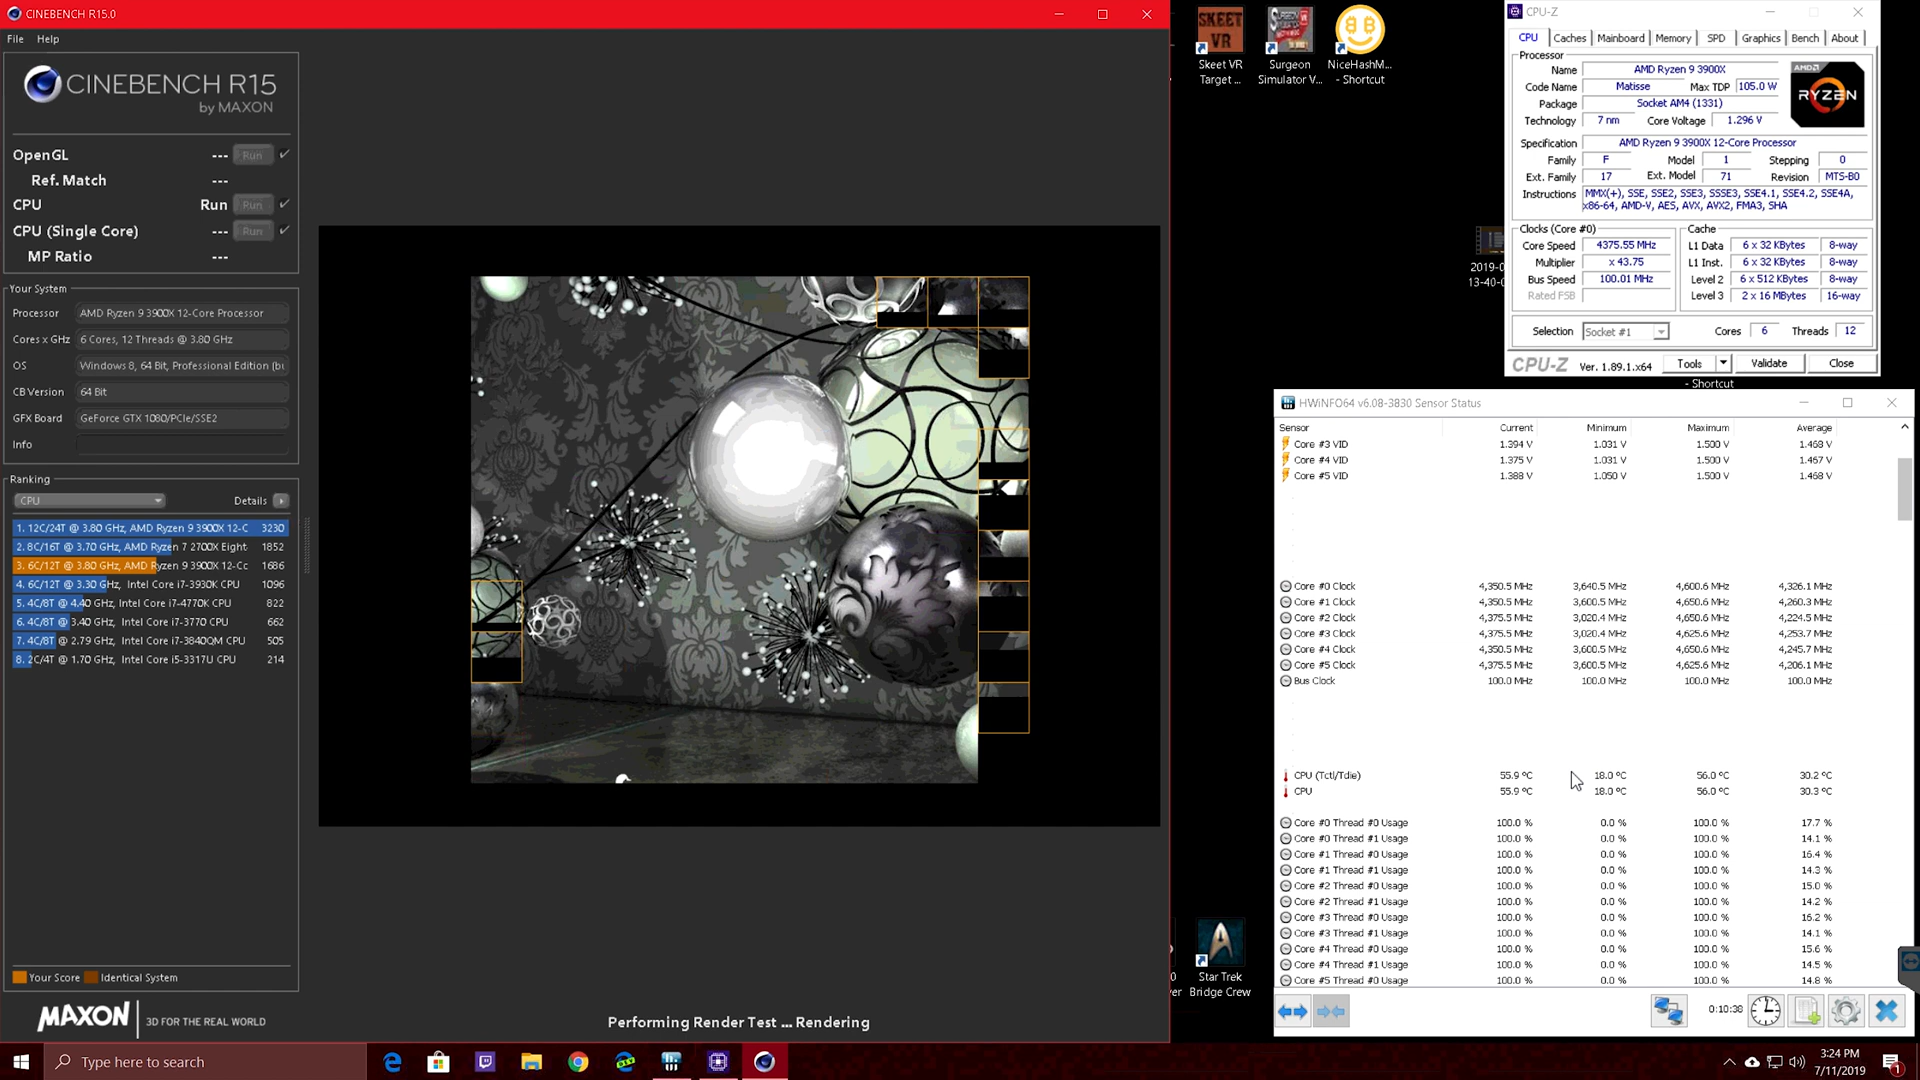 CINEBENCH R15.0
File Help
CINEBENCH R15
by MAXON
OpenGL --- Run
Ref. Match ---
CPU Run Run
CPU (Single Core) --- Run
MP Ratio ---
Your System
Processor AMD Ryzen 9 3900X 12-Core Processor
Cores x GHz 6 Cores, 12 Threads @ 3.80 GHz
OS Windows 8, 64 Bit, Professional Edition (bu
CB Version 64 Bit
GFX Board GeForce GTX 1080/PCIe/SSE2
Info
Ranking
CPU Details
1. 12C/24T @ 3.80 GHz, AMD Ryzen 9 3900X 12-C 3230
2. 8C/16T @ 3.70 GHz, AMD Ryzen 7 2700X Eight- 1852
3. 6C/12T @ 3.80 GHz, AMD Ryzen 9 3900X 12-Cc 1686
4. 6C/12T @ 3.30 GHz, Intel Core i7-3930K CPU 1096
5. 4C/8T @ 4.40 GHz, Intel Core i7-4770K CPU 822
6. 4C/8T @ 3.40 GHz, Intel Core i7-3770 CPU 662
7. 4C/8T @ 2.79 GHz, Intel Core i7-3840QM CPU 505
8. 2C/4T @ 1.70 GHz, Intel Core i5-3317U CPU 214
Your Score Identical System
MAXON 3D FOR THE REAL WORLD
Performing Render Test ... Rendering
SKEET VR
Skeet VR Target ...
Surgeon Simulator V...
NiceHashM... - Shortcut
2019-0
13-40-0
- Shortcut
Star Trek Bridge Crew
CPU-Z
CPU Caches Mainboard Memory SPD Graphics Bench About
Processor
Name AMD Ryzen 9 3900X
Code Name Matisse Max TDP 105.0 W
Package Socket AM4 (1331)
Technology 7 nm Core Voltage 1.296 V
AMD RYZEN
Specification AMD Ryzen 9 3900X 12-Core Processor
Family F Model 1 Stepping 0
Ext. Family 17 Ext. Model 71 Revision MTS-B0
Instructions MMX(+), SSE, SSE2, SSE3, SSSE3, SSE4.1, SSE4.2, SSE4A,
x86-64, AMD-V, AES, AVX, AVX2, FMA3, SHA
Clocks (Core #0) Cache
Core Speed 4375.55 MHz L1 Data 6 x 32 KBytes 8-way
Multiplier x 43.75 L1 Inst. 6 x 32 KBytes 8-way
Bus Speed 100.01 MHz Level 2 6 x 512 KBytes 8-way
Rated FSB Level 3 2 x 16 MBytes 16-way
Selection Socket #1 Cores 6 Threads 12
CPU-Z Ver. 1.89.1.x64 Tools Validate Close
HWiNFO64 v6.08-3830 Sensor Status
Sensor Current Minimum Maximum Average
Core #3 VID 1.394 V 1.031 V 1.500 V 1.468 V
Core #4 VID 1.375 V 1.031 V 1.500 V 1.467 V
Core #5 VID 1.388 V 1.050 V 1.500 V 1.468 V
Core #0 Clock 4,350.5 MHz 3,640.5 MHz 4,600.6 MHz 4,326.1 MHz
Core #1 Clock 4,350.5 MHz 3,600.5 MHz 4,650.6 MHz 4,260.3 MHz
Core #2 Clock 4,375.5 MHz 3,020.4 MHz 4,650.6 MHz 4,224.5 MHz
Core #3 Clock 4,375.5 MHz 3,020.4 MHz 4,625.6 MHz 4,253.7 MHz
Core #4 Clock 4,350.5 MHz 3,600.5 MHz 4,650.6 MHz 4,245.7 MHz
Core #5 Clock 4,375.5 MHz 3,600.5 MHz 4,625.6 MHz 4,206.1 MHz
Bus Clock 100.0 MHz 100.0 MHz 100.0 MHz 100.0 MHz
CPU (Tctl/Tdie) 55.9 °C 18.0 °C 56.0 °C 30.2 °C
CPU 55.9 °C 18.0 °C 56.0 °C 30.3 °C
Core #0 Thread #0 Usage 100.0 % 0.0 % 100.0 % 17.7 %
Core #0 Thread #1 Usage 100.0 % 0.0 % 100.0 % 14.1 %
Core #1 Thread #0 Usage 100.0 % 0.0 % 100.0 % 16.4 %
Core #1 Thread #1 Usage 100.0 % 0.0 % 100.0 % 14.3 %
Core #2 Thread #0 Usage 100.0 % 0.0 % 100.0 % 15.0 %
Core #2 Thread #1 Usage 100.0 % 0.0 % 100.0 % 14.2 %
Core #3 Thread #0 Usage 100.0 % 0.0 % 100.0 % 16.2 %
Core #3 Thread #1 Usage 100.0 % 0.0 % 100.0 % 14.1 %
Core #4 Thread #0 Usage 100.0 % 0.0 % 100.0 % 15.6 %
Core #4 Thread #1 Usage 100.0 % 0.0 % 100.0 % 14.5 %
Core #5 Thread #0 Usage 100.0 % 0.0 % 100.0 % 14.8 %
0:10:38
Type here to search
3:24 PM
7/11/2019
1